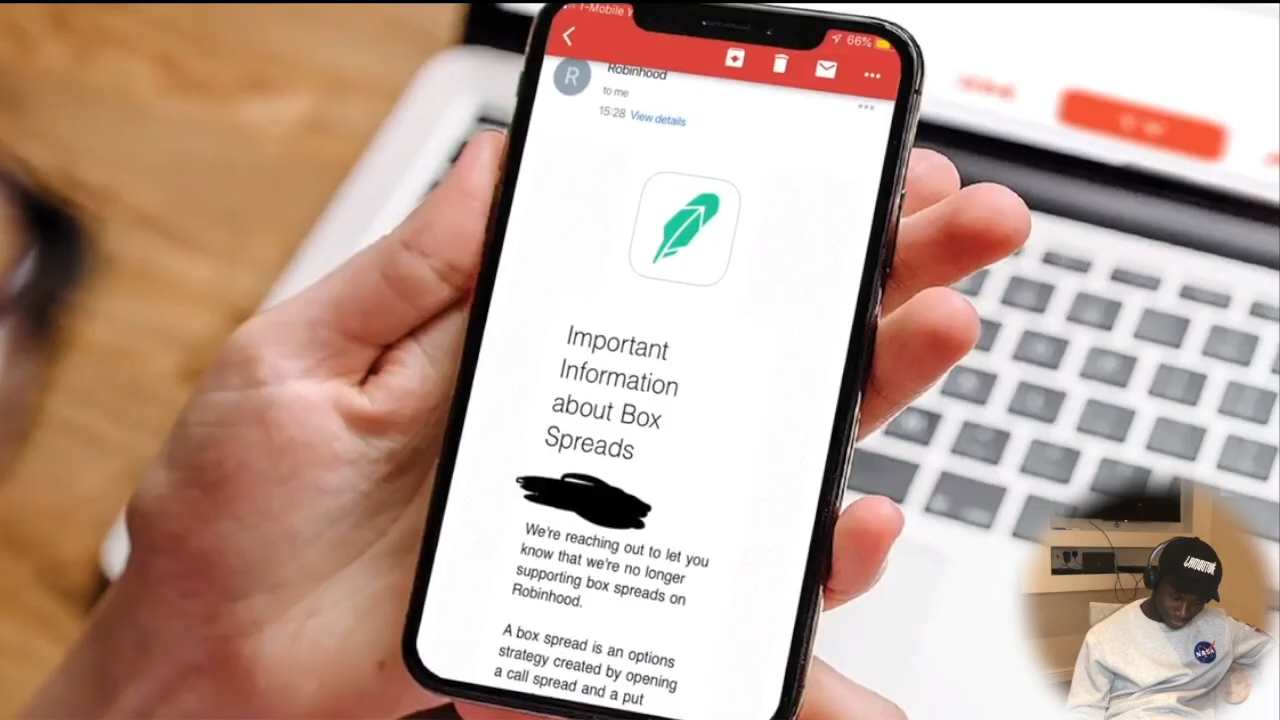 T-Mobile
66%
R
Robinhood
to me
15:28 View details
Important
Information
about Box
Spreads
We're reaching out to let you
know that we're no longer
supporting box spreads on
Robinhood.
A box spread is an options
strategy created by opening
a call spread and a put
NASA